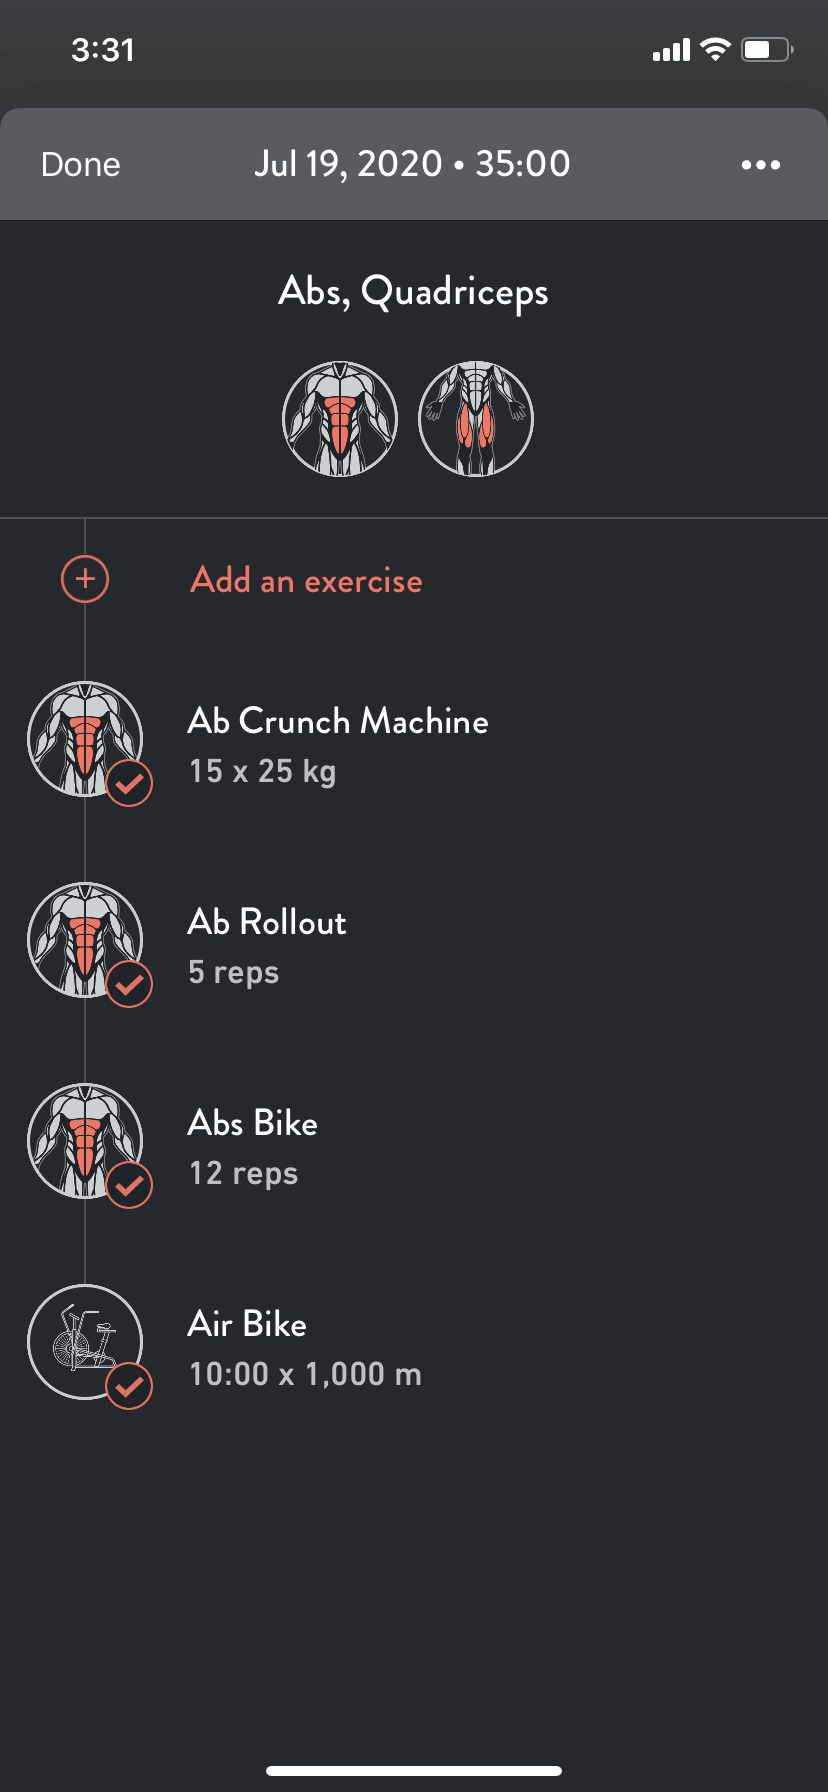 3:31
Done Jul 19, 2020 • 35:00 •••
Abs, Quadriceps
Add an exercise
Ab Crunch Machine
15 x 25 kg
Ab Rollout
5 reps
Abs Bike
12 reps
Air Bike
10:00 x 1,000 m